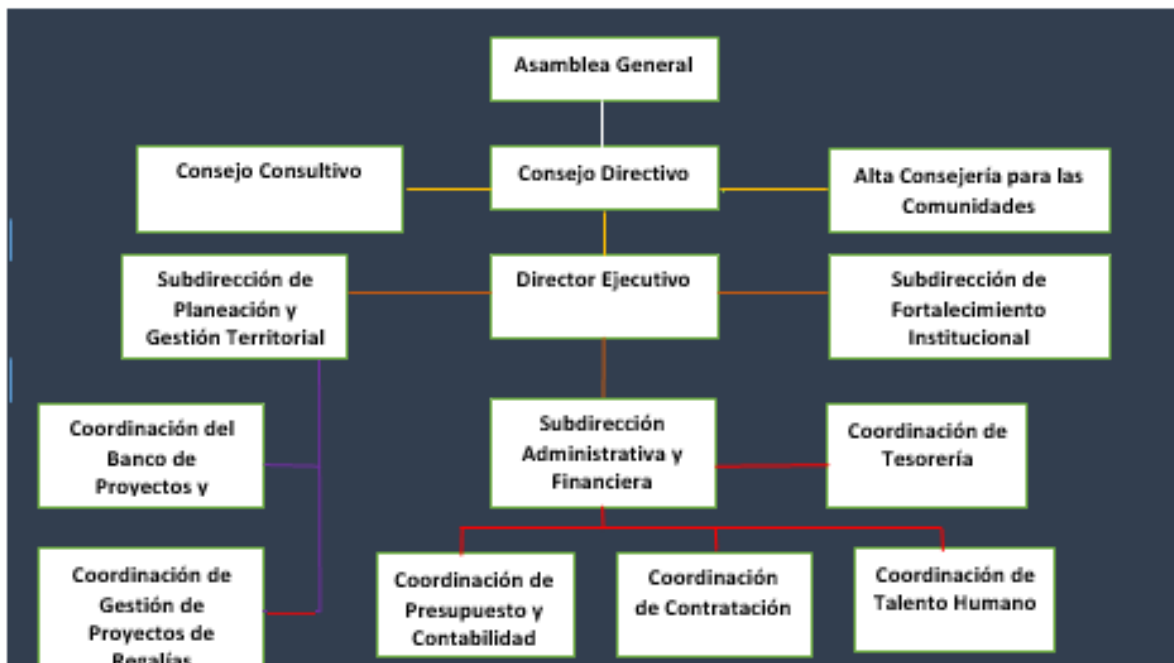 Asamblea General
Consejo Consultivo
Consejo Directivo
Alta Consejería para las
Comunidades
Subdirección de
Planeación y
Gestión Territorial
Director Ejecutivo
Subdirección de
Fortalecimiento
Institucional
Coordinación del
Banco de
Proyectos y
Subdirección
Administrativa y
Financiera
Coordinación de
Tesorería
Coordinación de
Gestión de
Proyectos de
Regalías
Coordinación de
Presupuesto y
Contabilidad
Coordinación
de Contratación
Coordinación de
Talento Humano